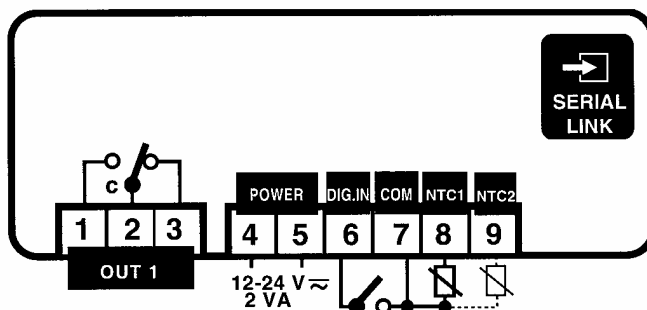 SERIAL
LINK
c
POWER DIG.IN COM NTC1 NTC2
1 2 3 4 5 6 7 8 9
OUT 1
12-24 V ≂
2 VA